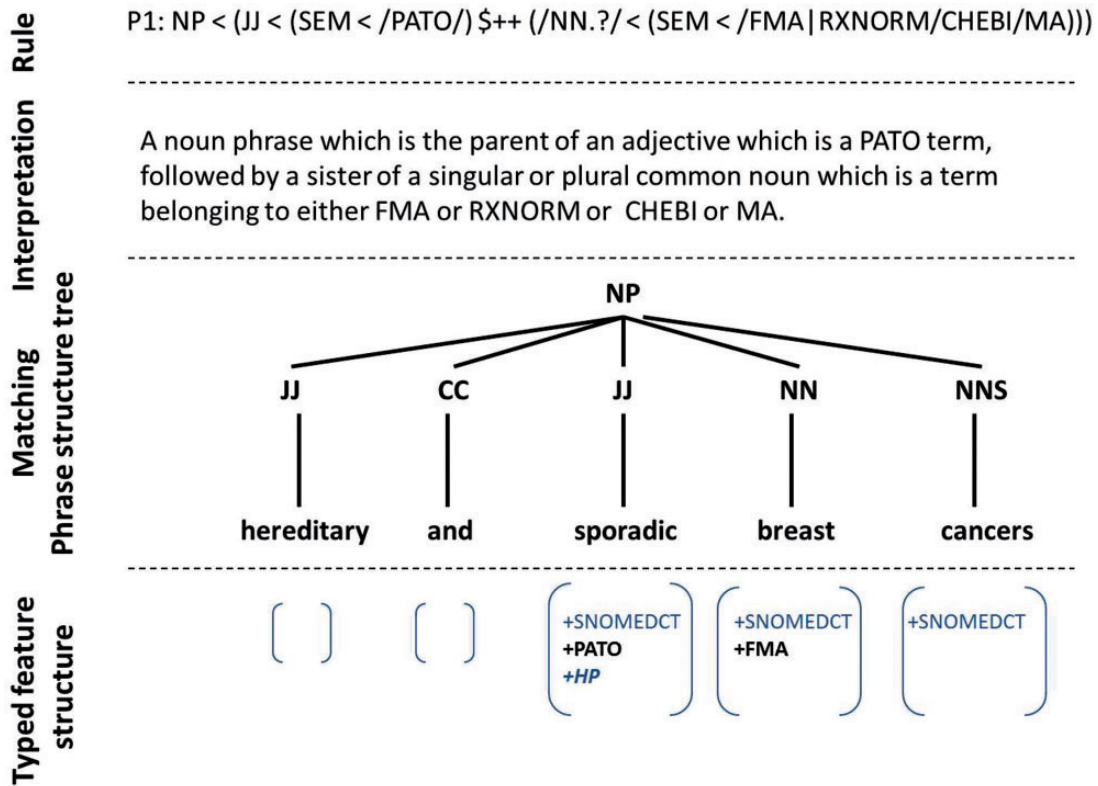 Rule
P1: NP < (JJ < (SEM < /PATO/) $++ (/NN.?/ < (SEM < /FMA|RXNORM/CHEBI/MA)))
Interpretation
A noun phrase which is the parent of an adjective which is a PATO term,
followed by a sister of a singular or plural common noun which is a term
belonging to either FMA or RXNORM or CHEBI or MA.
Matching
Phrase structure tree
NP
JJ CC JJ NN NNS
hereditary and sporadic breast cancers
Typed feature
structure
+SNOMEDCT +SNOMEDCT +SNOMEDCT
+PATO +FMA
+HP